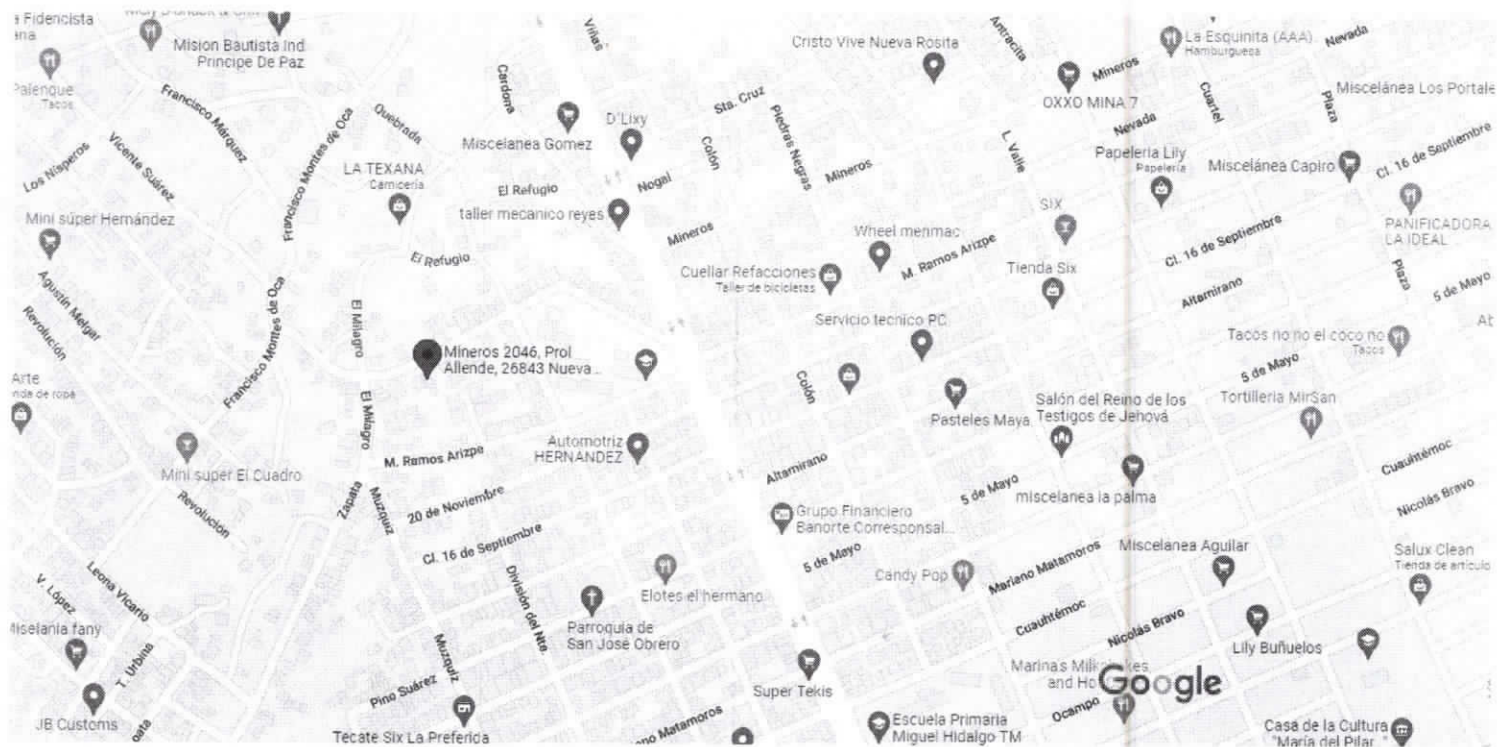 a Fidencista
ana
Mision Bautista Ind
Principe De Paz
Palenque
Tacos
Francisco Márquez
Vicente Suárez
Los Nísperos
Quebrada
Francisco Montes de Oca
LA TEXANA
Carnicería
Cardona
Viñas
Miscelanea Gomez
D'Lixy
El Refugio
Nogal
taller mecanico reyes
Sta. Cruz
Colón
Piedras Negras
Mineros
Mineros
Cristo Vive Nueva Rosita
Antracita
La Esquinita (AAA)
Hamburguesa
Nevada
Mineros
OXXO MINA 7
Cuartel
Plaza
Miscelánea Los Portale
Nevada
L. Valle
Papelería Lily
Papelería
Miscelánea Capiro
Cl. 16 de Septiembre
Mini súper Hernández
El Refugio
Wheel menmac
SIX
M. Ramos Arizpe
Cl. 16 de Septiembre
PANIFICADORA
LA IDEAL
Cuellar Refacciones
Taller de bicicletas
Tienda Six
Altamirano
Plaza
5 de Mayo
Agustín Melgar
Revolución
Francisco Montes de Oca
El Milagro
Servicio tecnico PC
Tacos no no el coco no
Tacos
Mineros 2046, Prol
Allende, 26843 Nueva...
Arte
nda de ropa
Colón
5 de Mayo
Tortilleria MirSan
El Milagro
Pasteles Maya
Salón del Reino de los
Testigos de Jehová
Automotriz
HERNANDEZ
M. Ramos Arizpe
Mini super El Cuadro
Altamirano
Cuauhtémoc
Nicolás Bravo
5 de Mayo
miscelanea la palma
Revolución
Zapata
Muzquiz
20 de Noviembre
Grupo Financiero
Banorte Corresponsal...
Cl. 16 de Septiembre
5 de Mayo
Mariano Matamoros
Miscelanea Aguilar
Salux Clean
Tienda de artículo
Candy Pop
Leona Vicario
V. López
División del Nte.
Elotes el hermano
Cuauhtémoc
Nicolás Bravo
Miselania fany
T. Urbina
Parroquia de
San José Obrero
Lily Buñuelos
Muzquiz
Pino Suárez
Super Tekis
Google
Ocampo
JB Customs
Tecate Six La Preferida
no Matamoros
Escuela Primaria
Miguel Hidalgo TM
Casa de la Cultura
"María del Pilar...